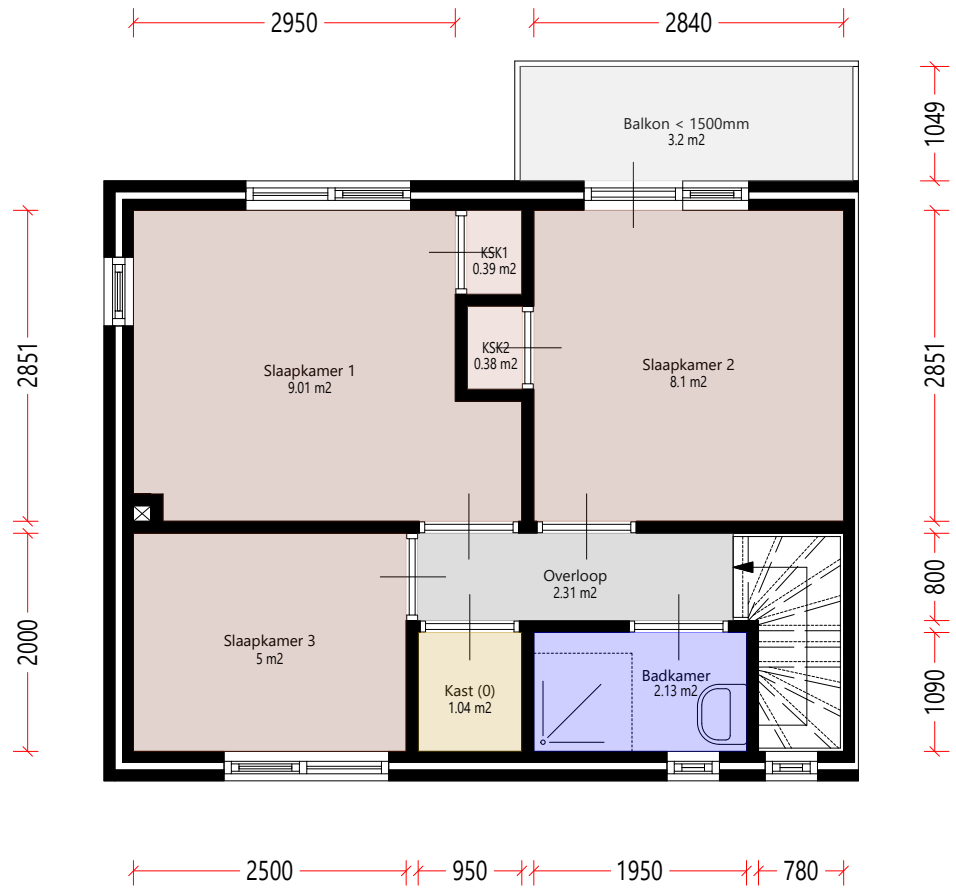 2950
2840
Balkon < 1500mm
3.2 m2
1049
KSK1
0.39 m2
2851
2851
KSK2
0.38 m2
Slaapkamer 1
9.01 m2
Slaapkamer 2
8.1 m2
Overloop
2.31 m2
800
Slaapkamer 3
5 m2
2000
Kast (0)
1.04 m2
Badkamer
2.13 m2
1090
2500
950
1950
780